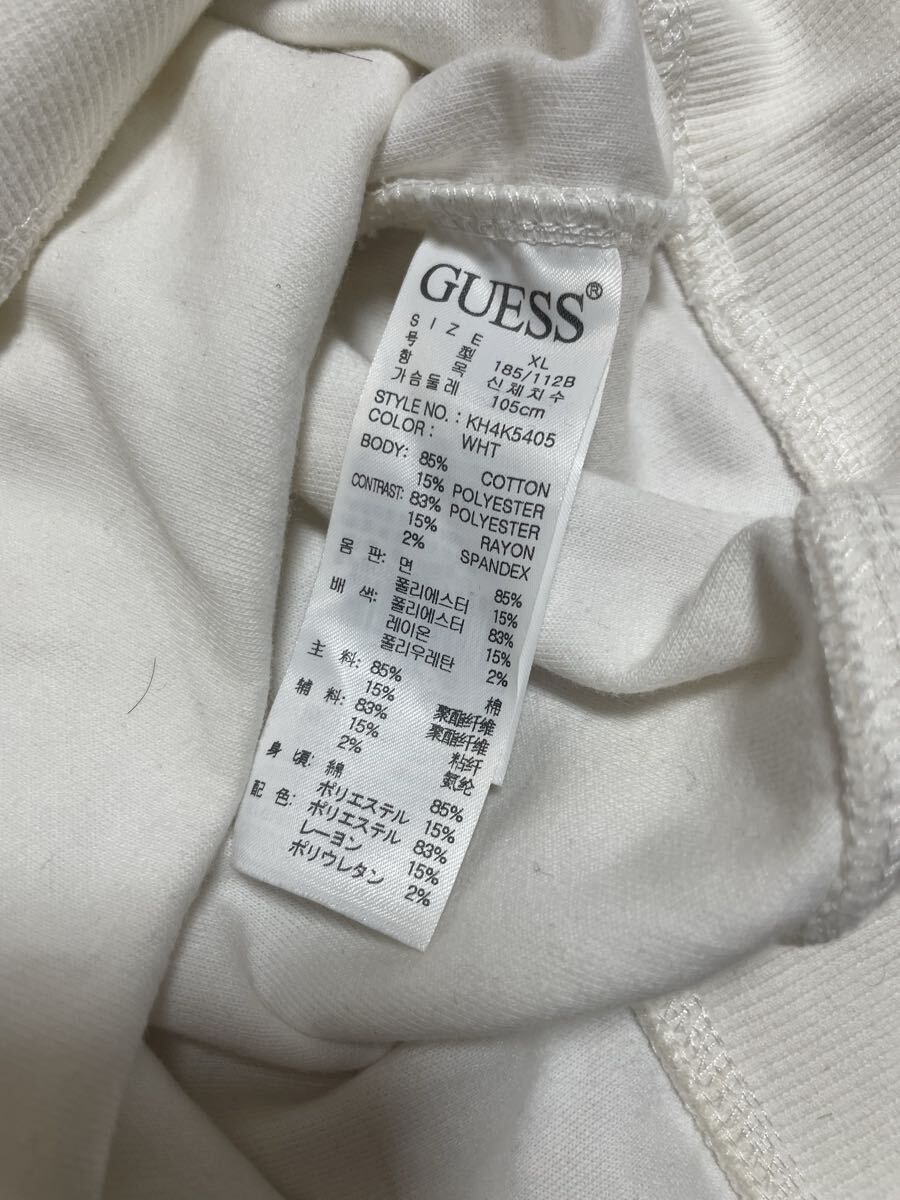 GUESS®
SIZE XL
号 型 185/112B
항 목 신체치수
가슴둘레 105cm
STYLE NO. : KH4K5405
COLOR : WHT
BODY: 85% COTTON
15% POLYESTER
CONTRAST: 83% POLYESTER
15% RAYON
2% SPANDEX
몸 판: 면 85%
폴리에스터 15%
배 색: 폴리에스터 83%
레이온 15%
폴리우레탄 2%
主 料: 85% 棉
15% 聚酯纤维
辅 料: 83% 聚酯纤维
15% 粘纤
2% 氨纶
身 頃: 綿 85%
ポリエステル 15%
配 色: ポリエステル 83%
レーヨン 15%
ポリウレタン 2%